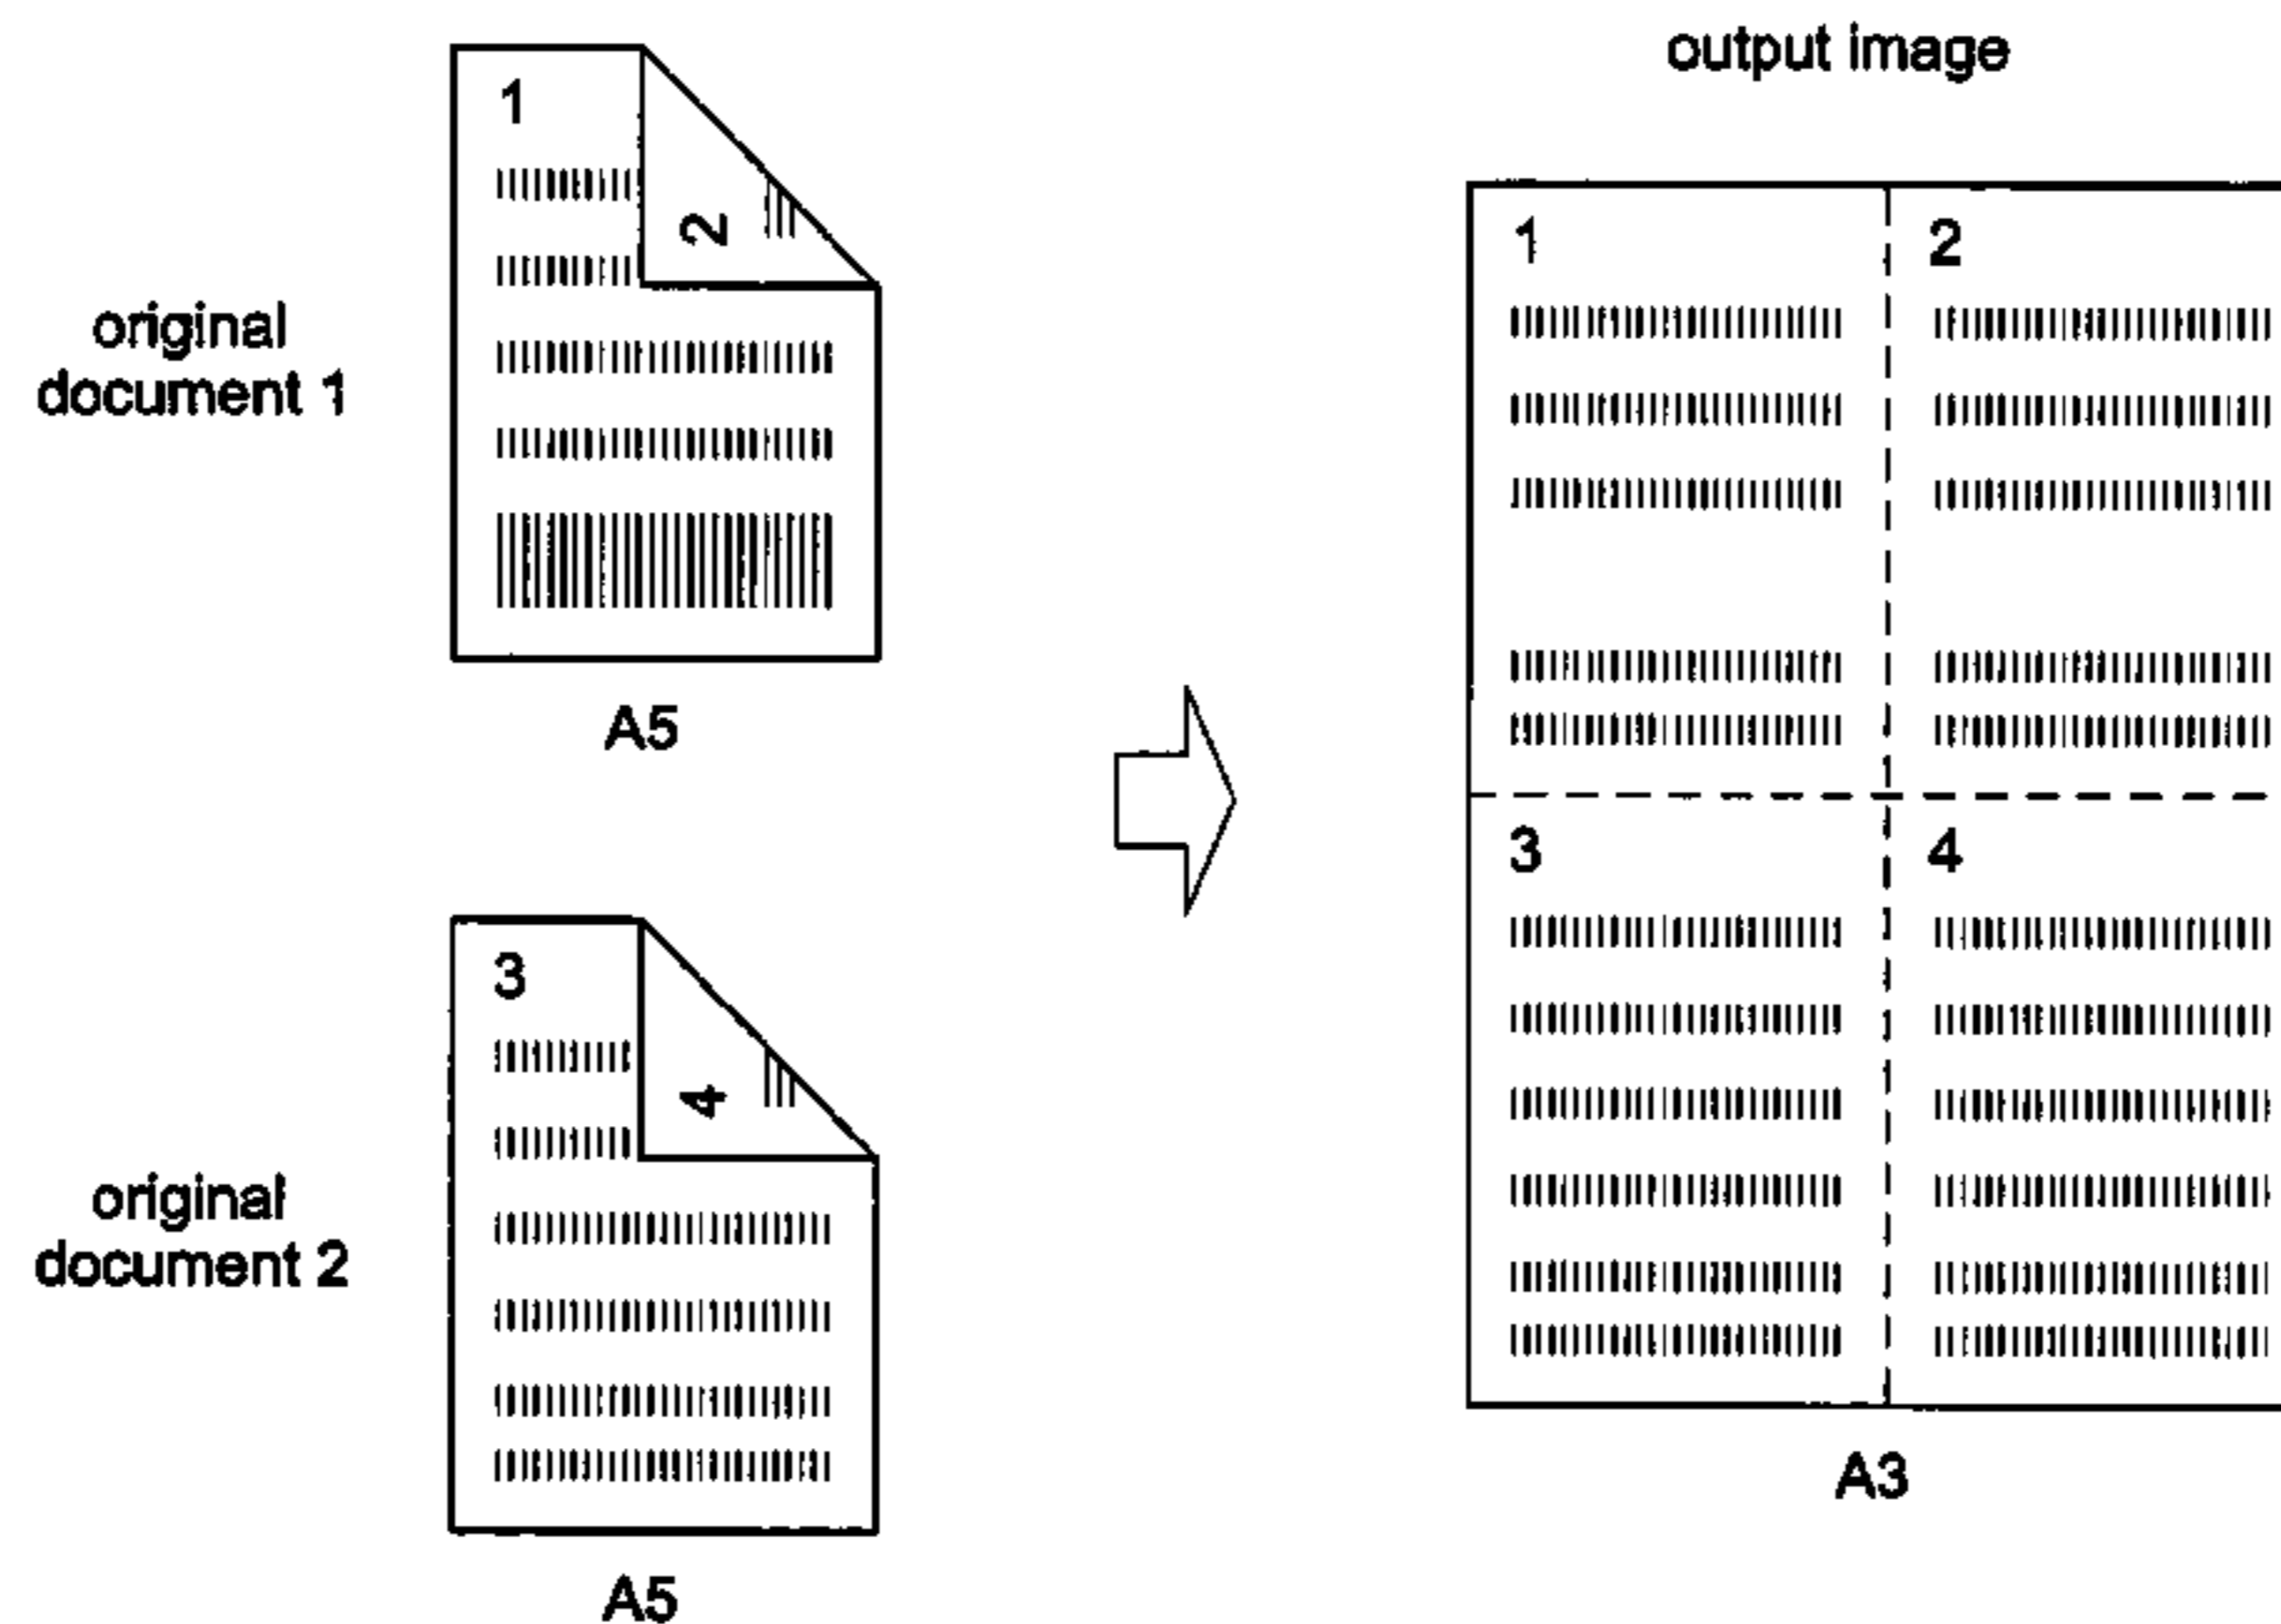 original
document 1
1
2
A5
original
document 2
3
4
A5
output image
1
2
3
4
A3